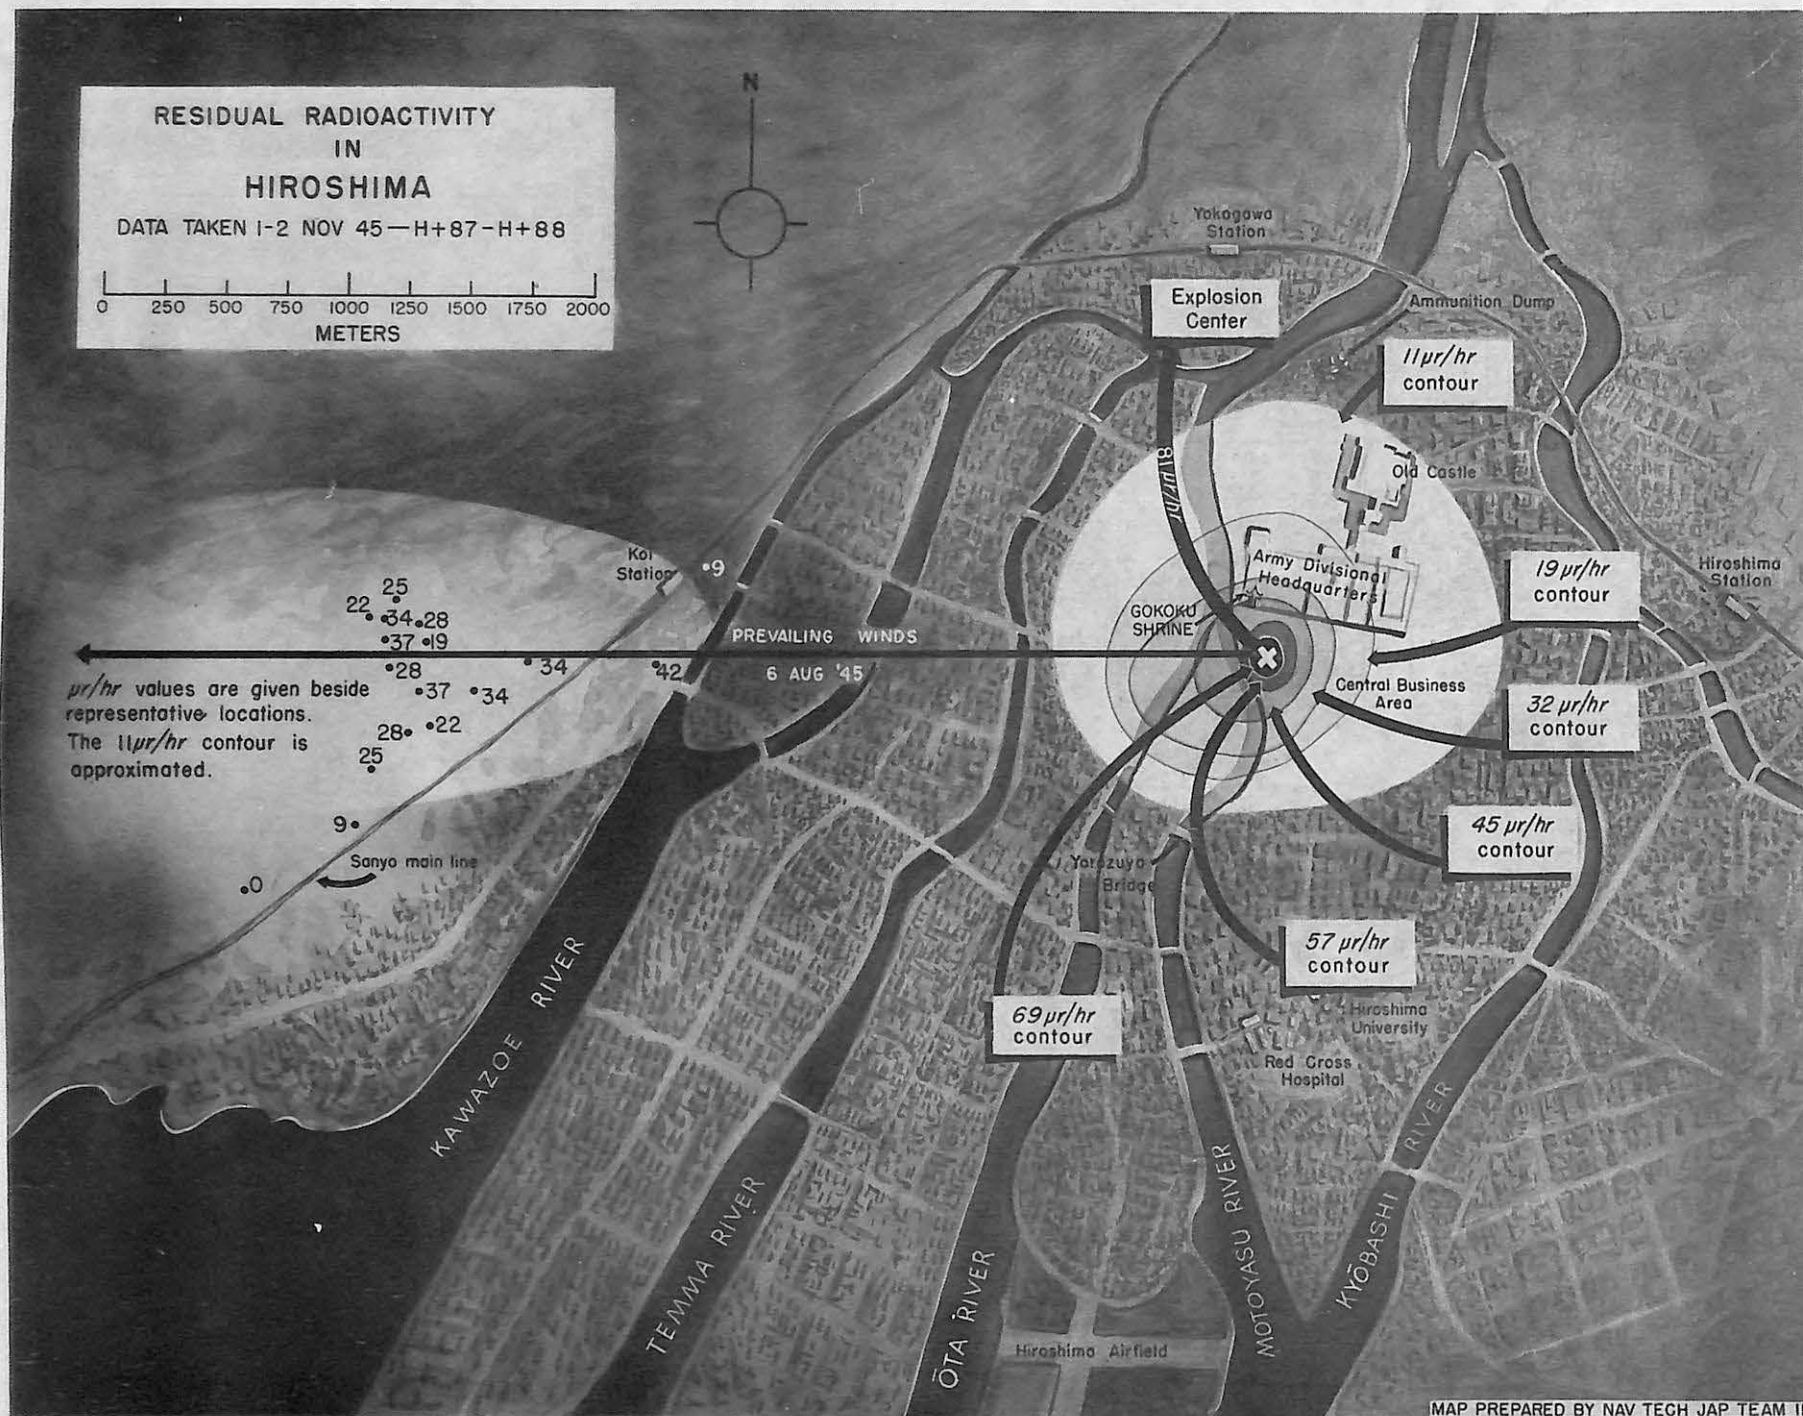 RESIDUAL RADIOACTIVITY
IN
HIROSHIMA
DATA TAKEN 1-2 NOV 45—H+87-H+88
0 250 500 750 1000 1250 1500 1750 2000
METERS
N
Yokogawa
Station
Explosion
Center
Ammunition Dump
11 µr/hr
contour
81 µr/hr
Old Castle
Koi
Station
9
Army Divisional
Headquarters
19 µr/hr
contour
Hiroshima
Station
GOKOKU
SHRINE
25
22
34
28
37
19
PREVAILING WINDS
6 AUG '45
28
34
42
37
34
µr/hr values are given beside
representative locations.
The 11µr/hr contour is
approximated.
28
22
25
Central Business
Area
32 µr/hr
contour
9
45 µr/hr
contour
Sanyo main line
0
Yorozuyo
Bridge
57 µr/hr
contour
69 µr/hr
contour
Hiroshima
University
Red Cross
Hospital
KAWAZOE RIVER
TEMMA RIVER
ŌTA RIVER
MOTOYASU RIVER
KYŌBASHI RIVER
Hiroshima Airfield
MAP PREPARED BY NAV TECH JAP TEAM